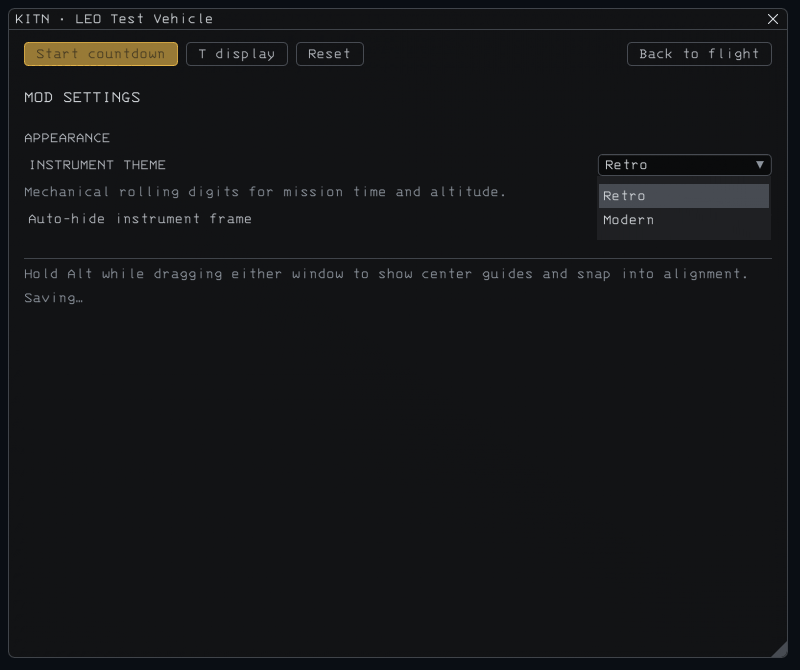 KITN · LEO Test Vehicle
Start countdown T display Reset Back to flight
MOD SETTINGS
APPEARANCE
INSTRUMENT THEME Retro
Mechanical rolling digits for mission time and altitude.
Retro
Auto-hide instrument frame
Modern
Hold Alt while dragging either window to show center guides and snap into alignment.
Saving…